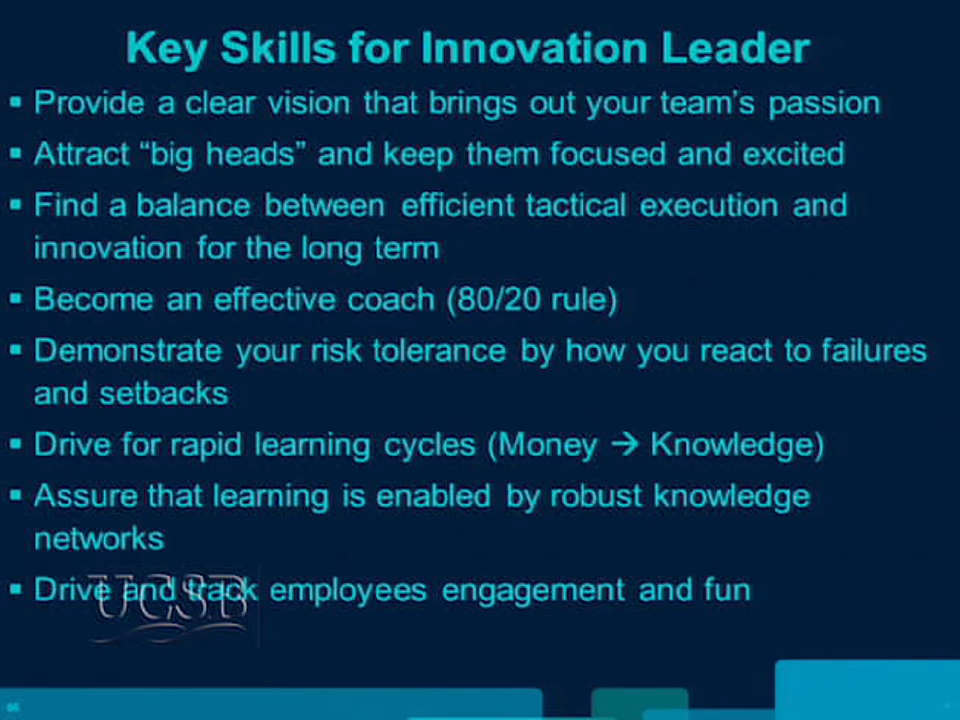 Key Skills for Innovation Leader
▪ Provide a clear vision that brings out your team's passion
▪ Attract “big heads” and keep them focused and excited
▪ Find a balance between efficient tactical execution and
innovation for the long term
▪ Become an effective coach (80/20 rule)
▪ Demonstrate your risk tolerance by how you react to failures
and setbacks
▪ Drive for rapid learning cycles (Money → Knowledge)
▪ Assure that learning is enabled by robust knowledge
networks
▪ Drive and track employees engagement and fun
UCSB